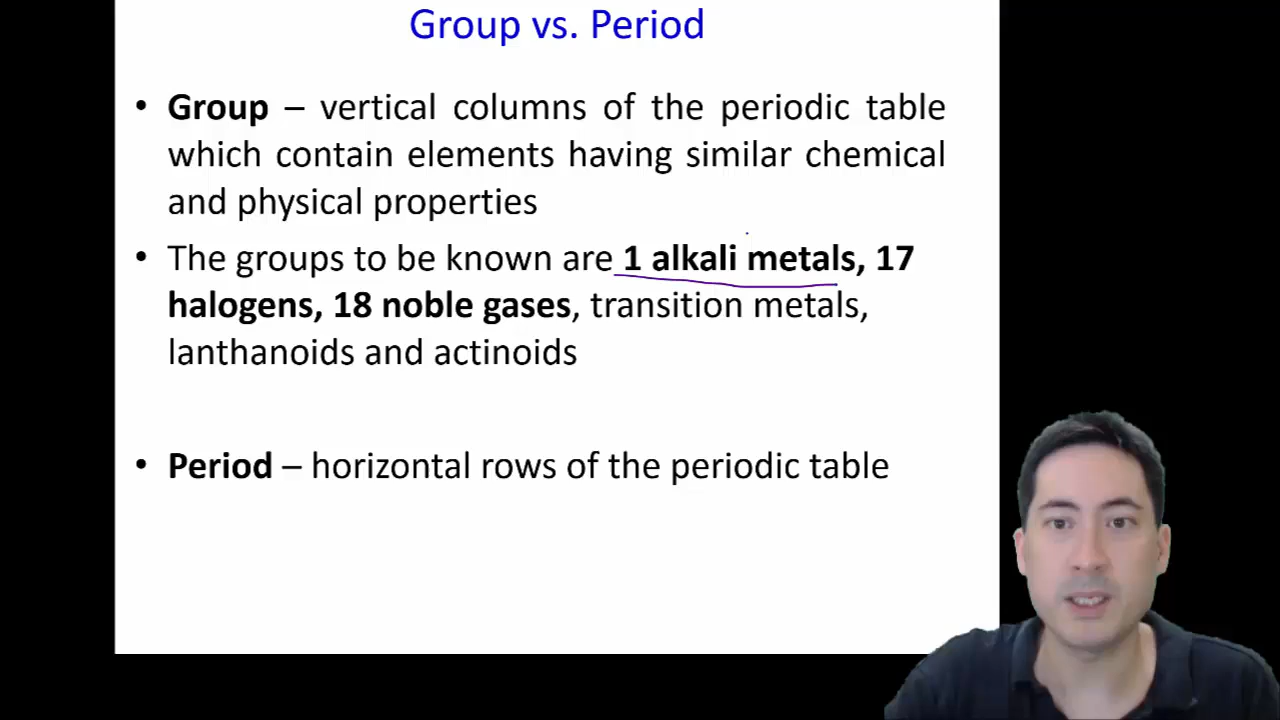 Group vs. Period
• Group – vertical columns of the periodic table
which contain elements having similar chemical
and physical properties
• The groups to be known are 1 alkali metals, 17
halogens, 18 noble gases, transition metals,
lanthanoids and actinoids
• Period – horizontal rows of the periodic table